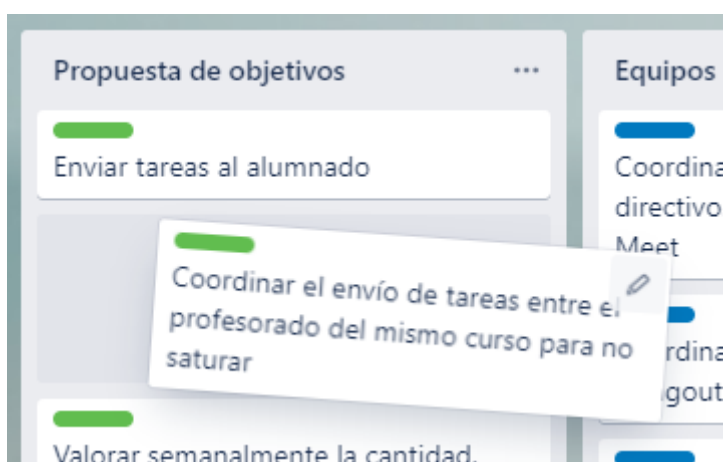 Propuesta de objetivos
Enviar tareas al alumnado
Coordinar el envío de tareas entre el
profesorado del mismo curso para no
saturar
Valorar semanalmente la cantidad,
Equipos
directivo
Meet